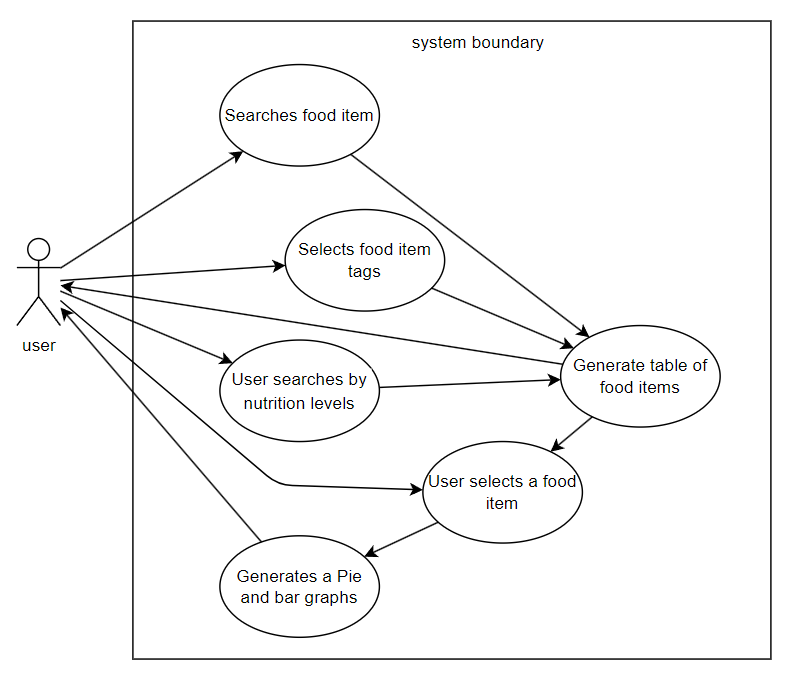 system boundary
Searches food item
Selects food item
tags
user
User searches by
nutrition levels
Generate table of
food items
User selects a food
item
Generates a Pie
and bar graphs